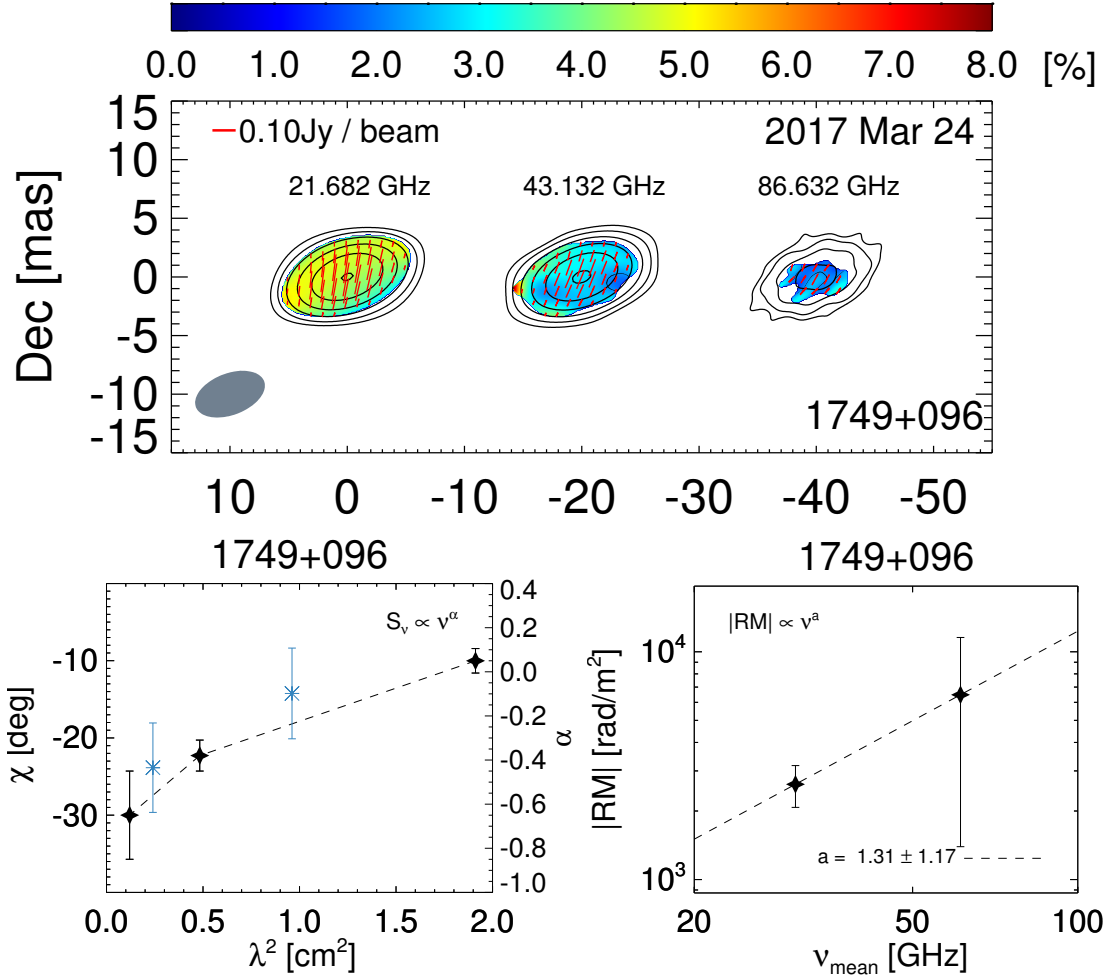 0.0 1.0 2.0 3.0 4.0 5.0 6.0 7.0 8.0 [%]
15
10
5
0
-5
-10
-15
Dec [mas]
0.10Jy / beam
2017 Mar 24
21.682 GHz
43.132 GHz
86.632 GHz
1749+096
10 0 -10 -20 -30 -40 -50
1749+096
-10
-20
-30
χ [deg]
S_ν ∝ ν^α
0.4
0.2
0.0
-0.2
-0.4
-0.6
-0.8
-1.0
α
0.0 0.5 1.0 1.5 2.0
λ² [cm²]
1749+096
|RM| ∝ ν^a
10⁴
10³
|RM| [rad/m²]
a = 1.31 ± 1.17
20 50 100
ν_mean [GHz]